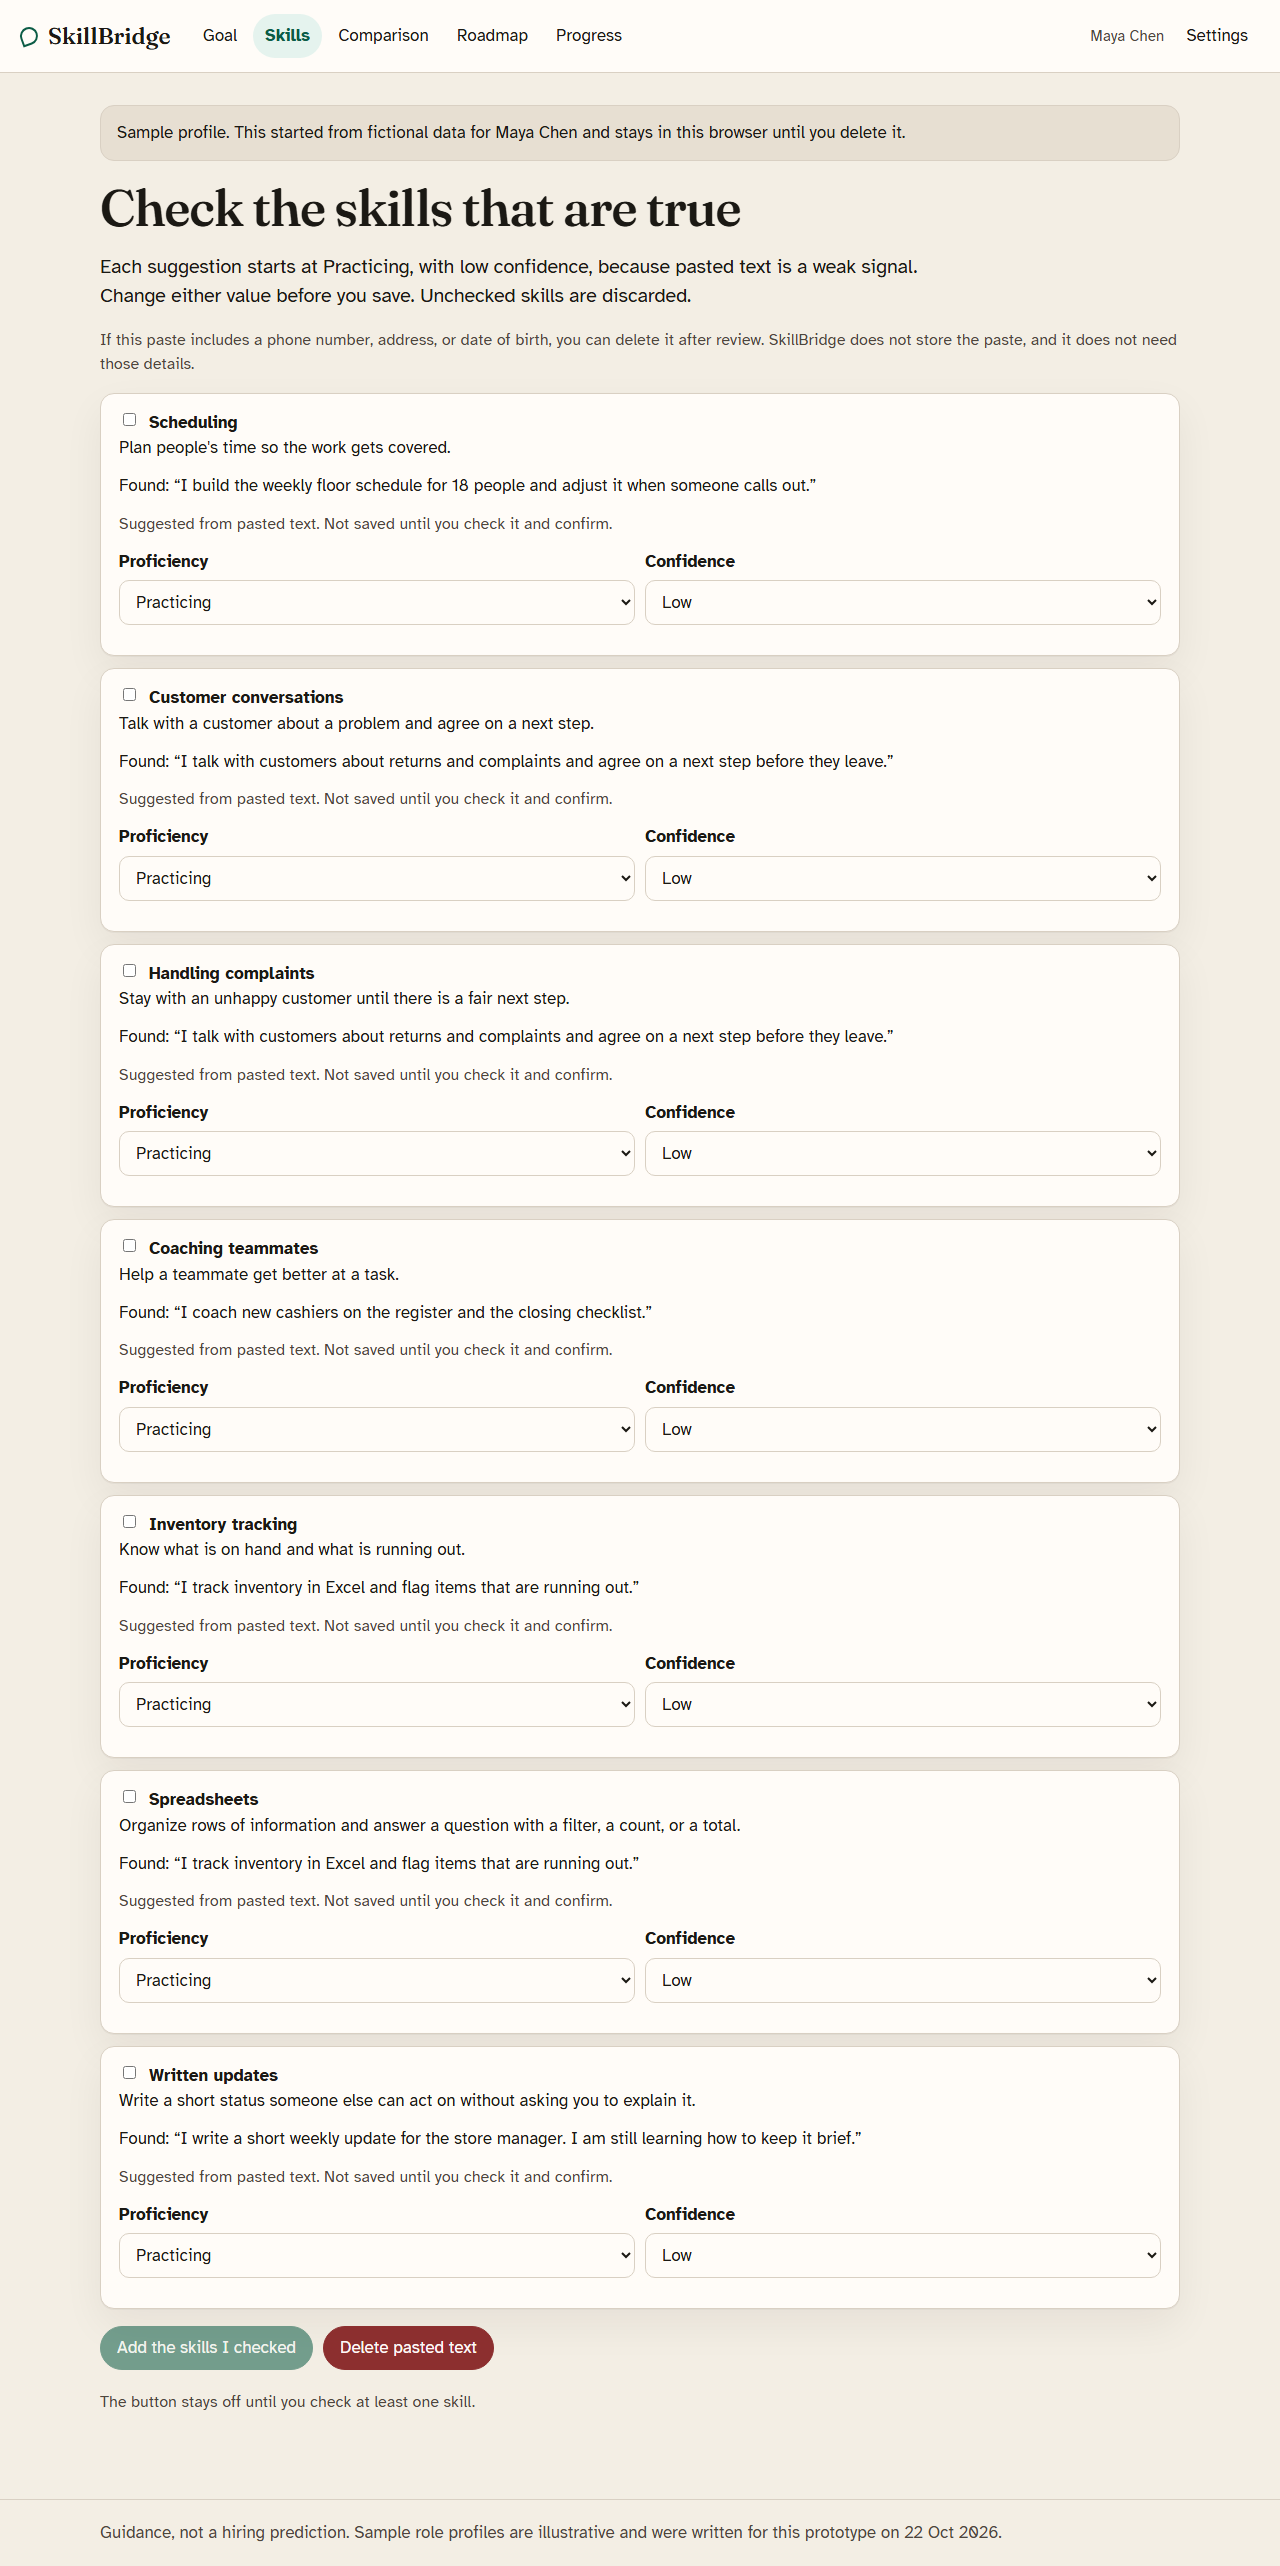 SkillBridge Goal Skills Comparison Roadmap Progress Maya Chen Settings
Sample profile. This started from fictional data for Maya Chen and stays in this browser until you delete it.
Check the skills that are true
Each suggestion starts at Practicing, with low confidence, because pasted text is a weak signal.
Change either value before you save. Unchecked skills are discarded.
If this paste includes a phone number, address, or date of birth, you can delete it after review. SkillBridge does not store the paste, and it does not need
those details.
Scheduling
Plan people's time so the work gets covered.
Found: “I build the weekly floor schedule for 18 people and adjust it when someone calls out.”
Suggested from pasted text. Not saved until you check it and confirm.
Proficiency Confidence
Practicing Low
Customer conversations
Talk with a customer about a problem and agree on a next step.
Found: “I talk with customers about returns and complaints and agree on a next step before they leave.”
Suggested from pasted text. Not saved until you check it and confirm.
Proficiency Confidence
Practicing Low
Handling complaints
Stay with an unhappy customer until there is a fair next step.
Found: “I talk with customers about returns and complaints and agree on a next step before they leave.”
Suggested from pasted text. Not saved until you check it and confirm.
Proficiency Confidence
Practicing Low
Coaching teammates
Help a teammate get better at a task.
Found: “I coach new cashiers on the register and the closing checklist.”
Suggested from pasted text. Not saved until you check it and confirm.
Proficiency Confidence
Practicing Low
Inventory tracking
Know what is on hand and what is running out.
Found: “I track inventory in Excel and flag items that are running out.”
Suggested from pasted text. Not saved until you check it and confirm.
Proficiency Confidence
Practicing Low
Spreadsheets
Organize rows of information and answer a question with a filter, a count, or a total.
Found: “I track inventory in Excel and flag items that are running out.”
Suggested from pasted text. Not saved until you check it and confirm.
Proficiency Confidence
Practicing Low
Written updates
Write a short status someone else can act on without asking you to explain it.
Found: “I write a short weekly update for the store manager. I am still learning how to keep it brief.”
Suggested from pasted text. Not saved until you check it and confirm.
Proficiency Confidence
Practicing Low
Add the skills I checked Delete pasted text
The button stays off until you check at least one skill.
Guidance, not a hiring prediction. Sample role profiles are illustrative and were written for this prototype on 22 Oct 2026.